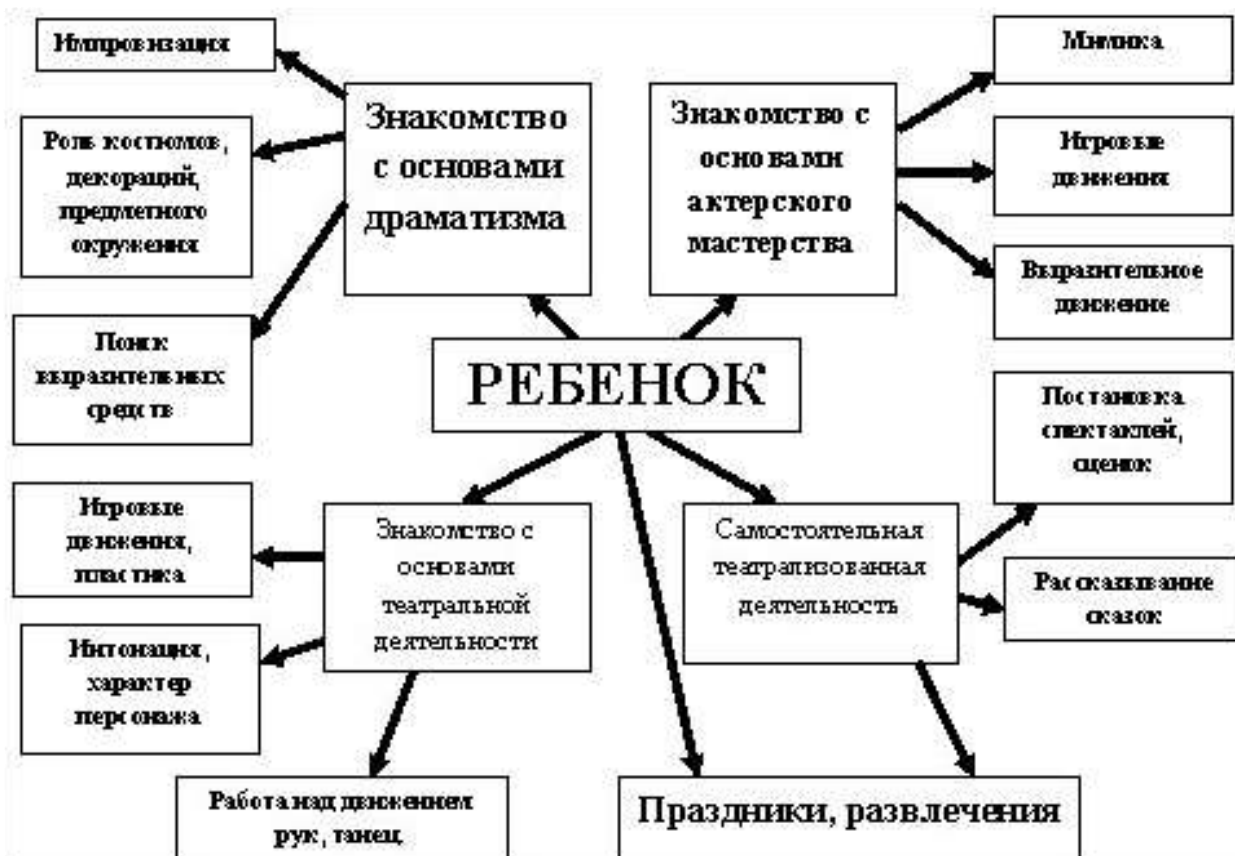 Импровизация
Мимика
Знакомство
с основами
драматизма
Знакомство с
основами
актерского
мастерства
Роль костюмов,
декораций,
предметного
окружения
Игровые
движения
Выразительное
движение
Поиск
выразительных
средств
РЕБЕНОК
Постановка
спектаклей,
сценок
Игровые
движения,
пластика
Знакомство с
основами
театральной
деятельности
Самостоятельная
театрализованная
деятельность
Рассказывание
сказок
Интонация,
характер
персонажа
Работа над движением
рук, танец.
Праздники, развлечения